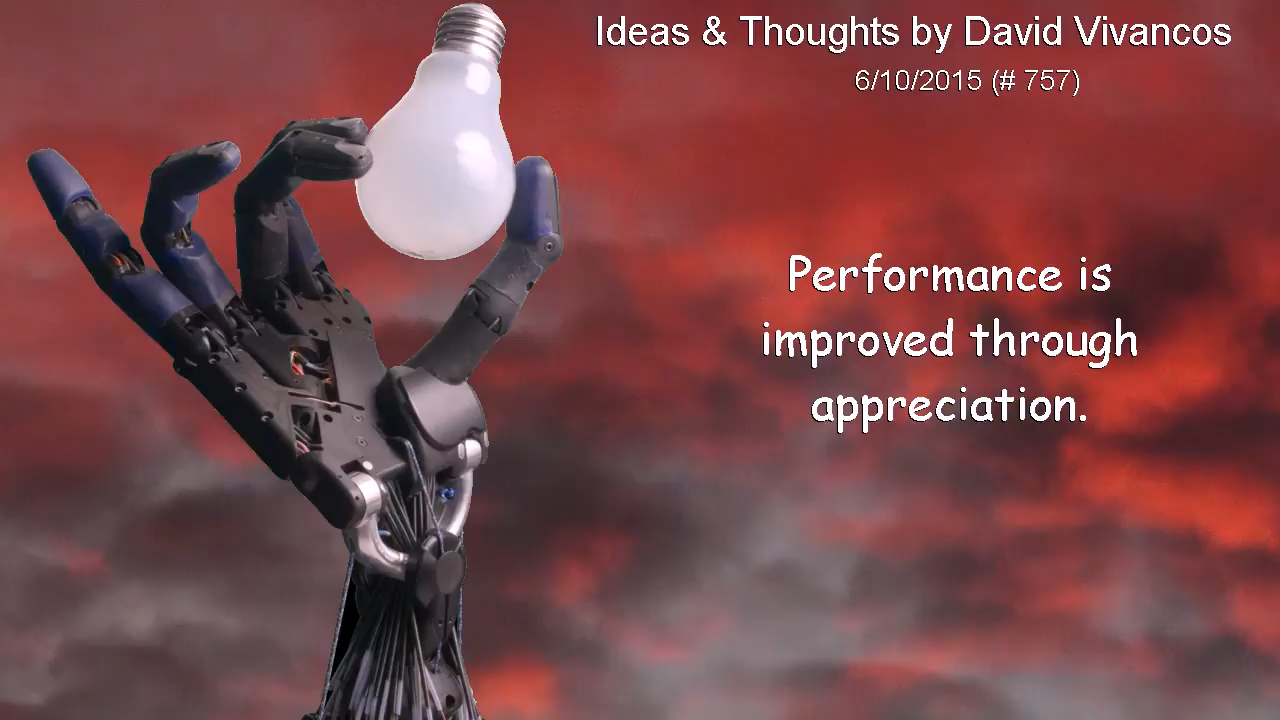 Ideas & Thoughts by David Vivancos
6/10/2015 (# 757)
Performance is
improved through
appreciation.